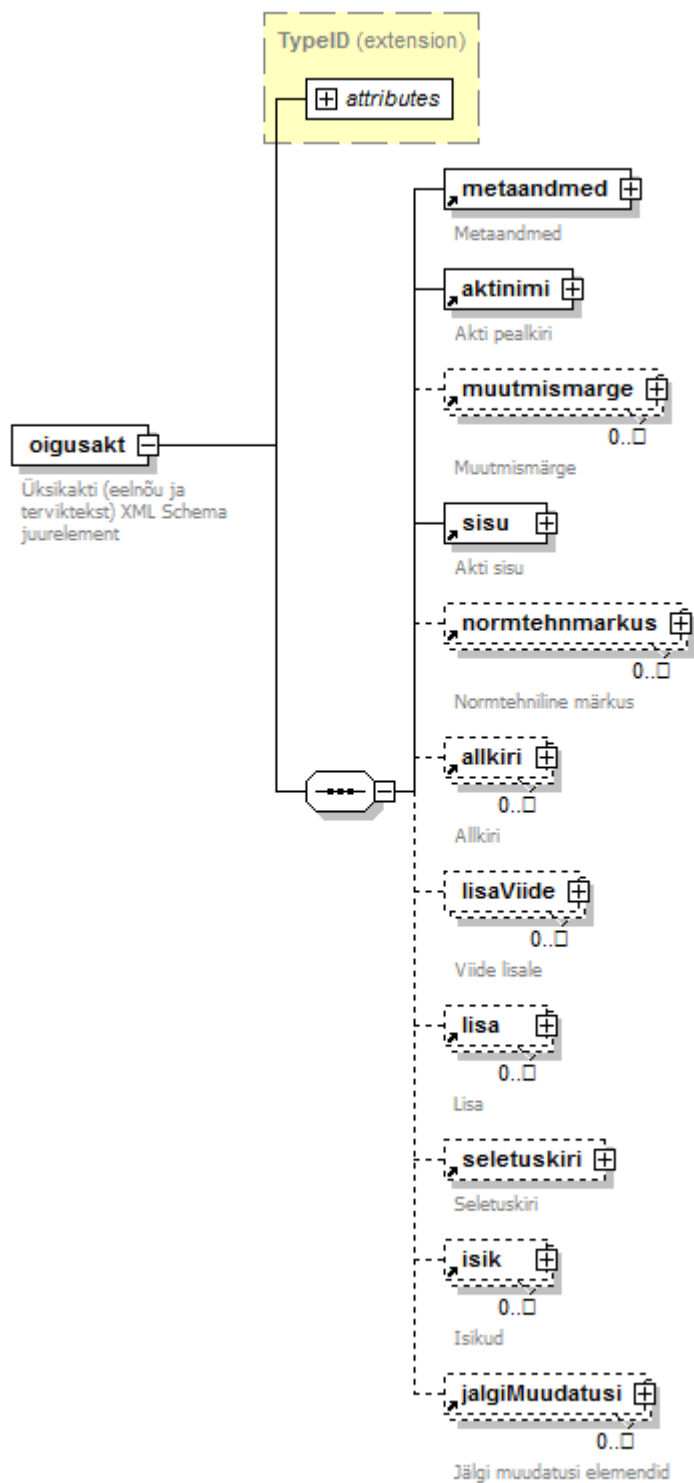 TypeID (extension)
attributes
metaandmed
Metaandmed
aktinimi
Akti pealkiri
muutmismarge
0..□
Muutmismärge
oigusakt
Üksikakti (eelnõu ja
terviktekst) XML Schema
juurelement
sisu
Akti sisu
normtehnmarkus
0..□
Normtehniline märkus
allkiri
0..□
Allkiri
lisaViide
0..□
Viide lisale
lisa
0..□
Lisa
seletuskiri
Seletuskiri
isik
0..□
Isikud
jalgiMuudatusi
0..□
Jälgi muudatusi elemendid